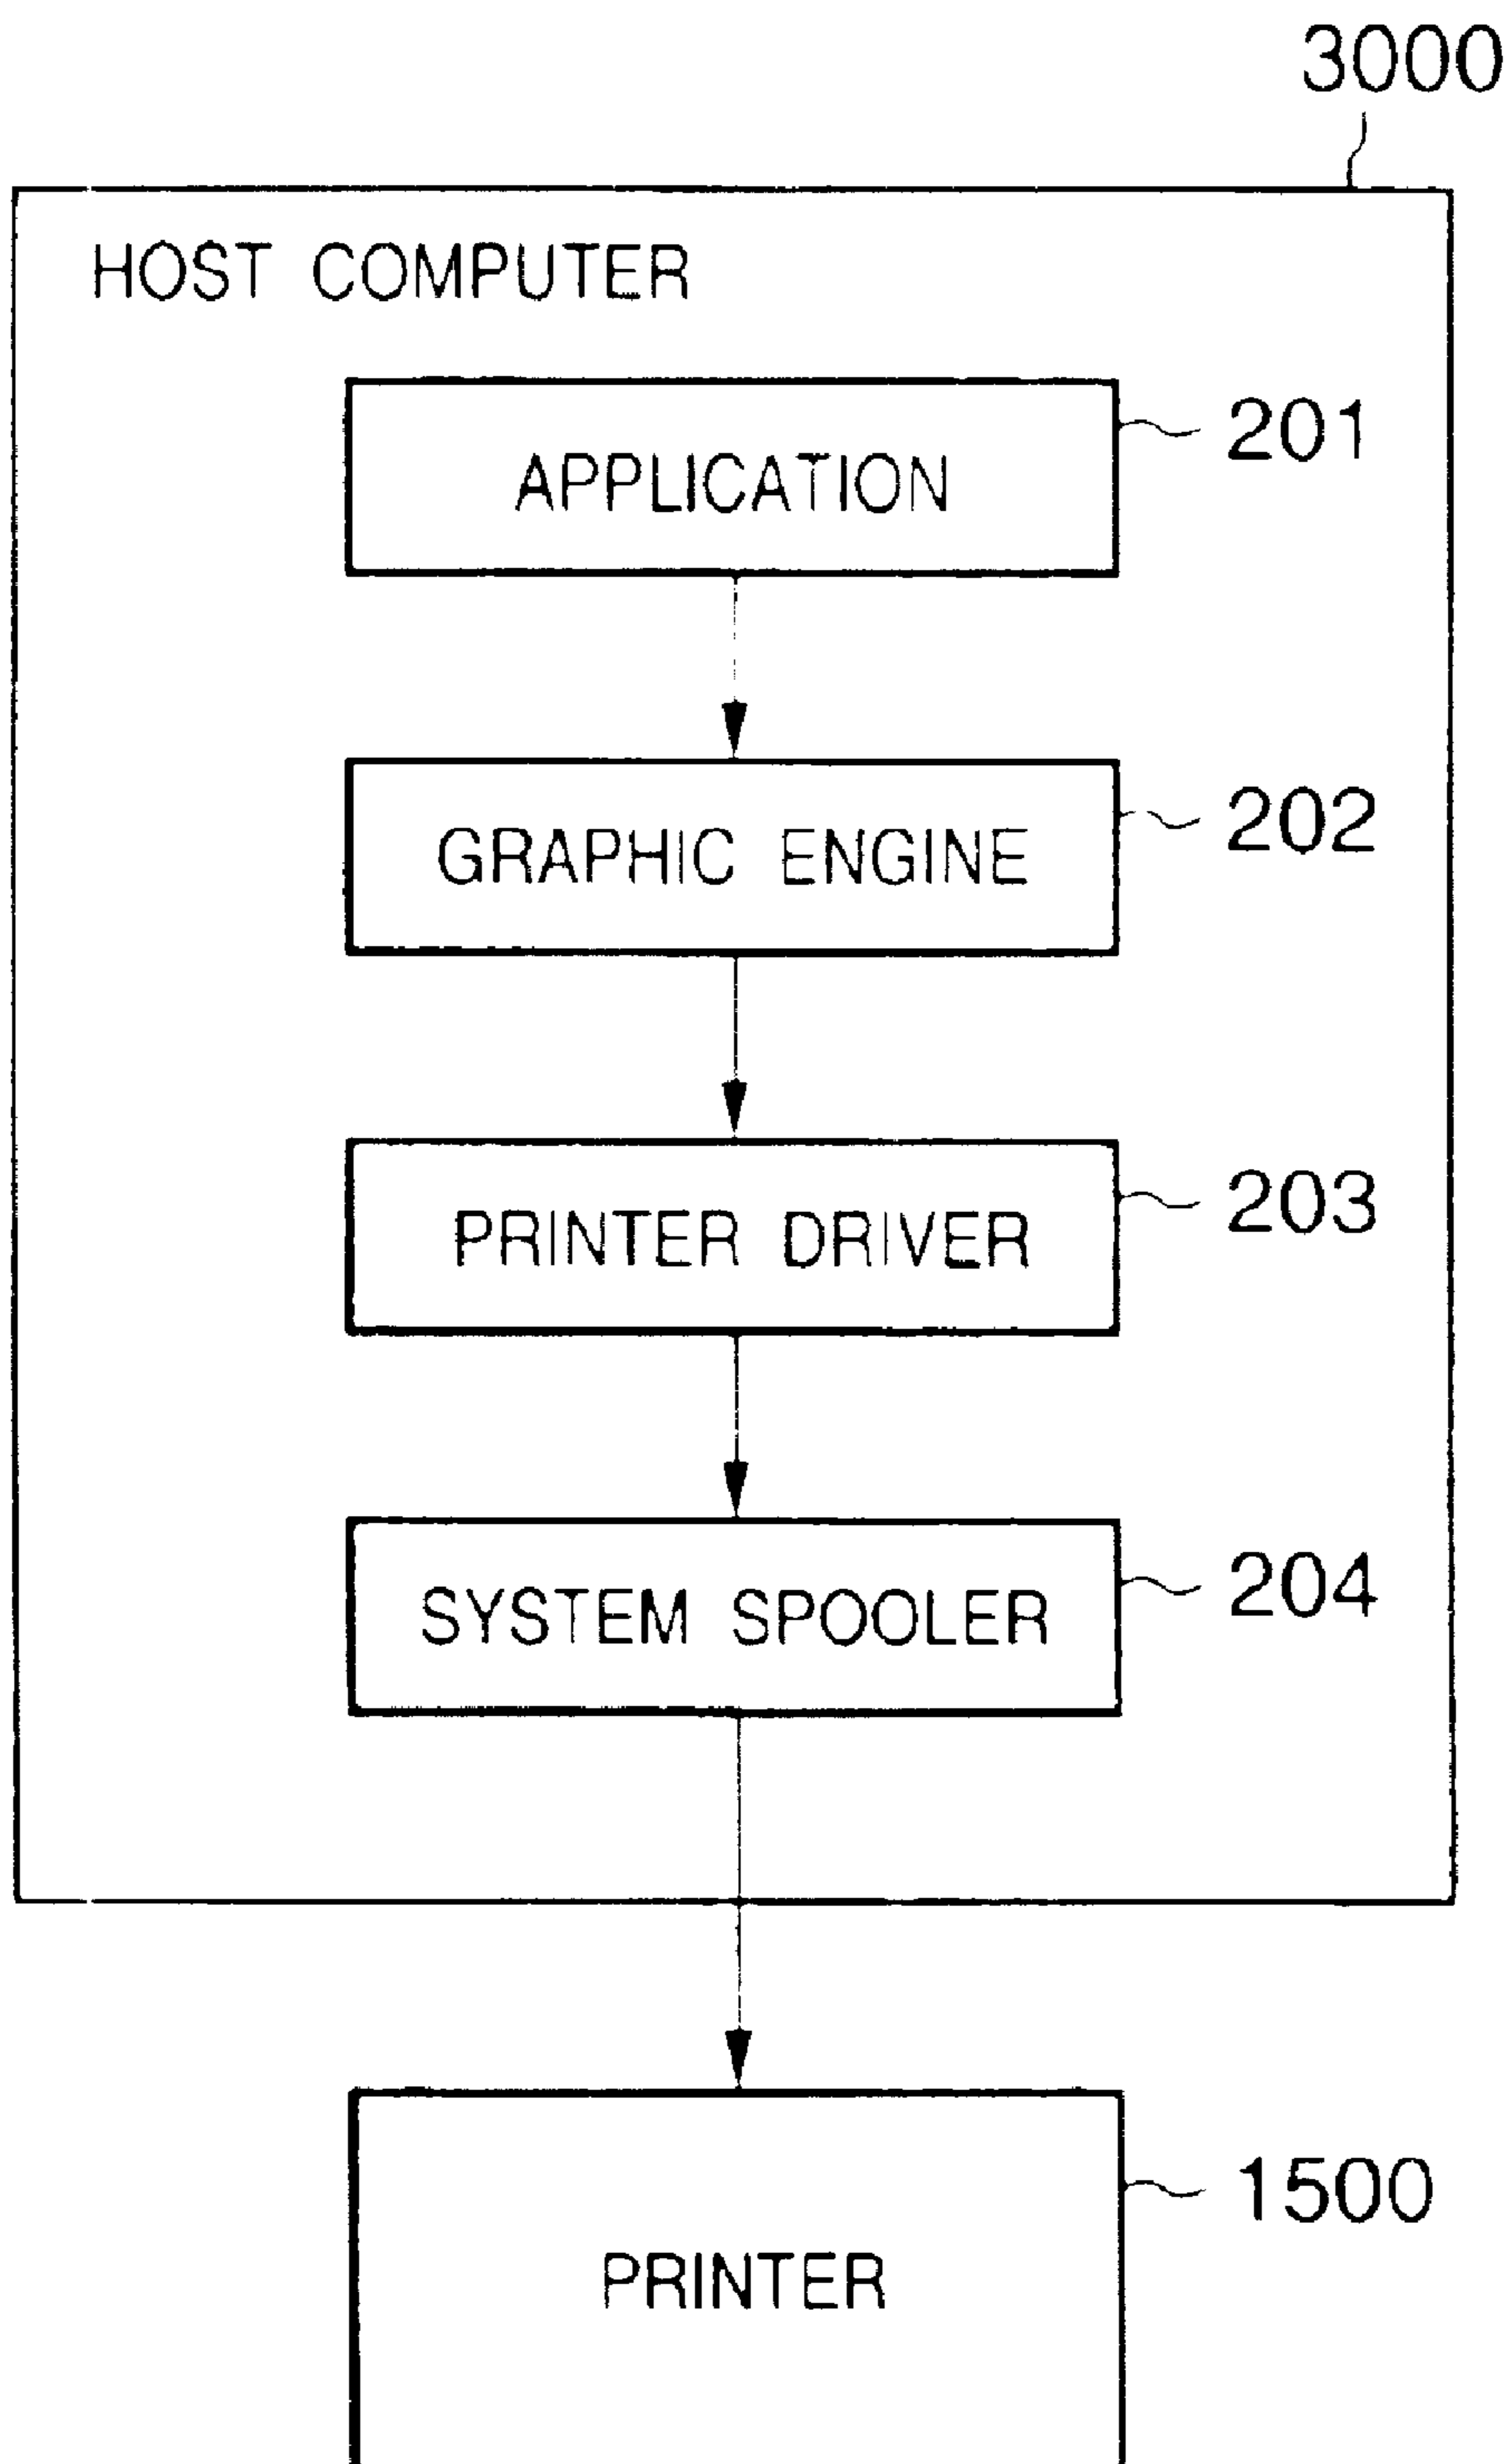 3000
HOST COMPUTER
APPLICATION
201
GRAPHIC ENGINE
202
PRINTER DRIVER
203
SYSTEM SPOOLER
204
PRINTER
1500